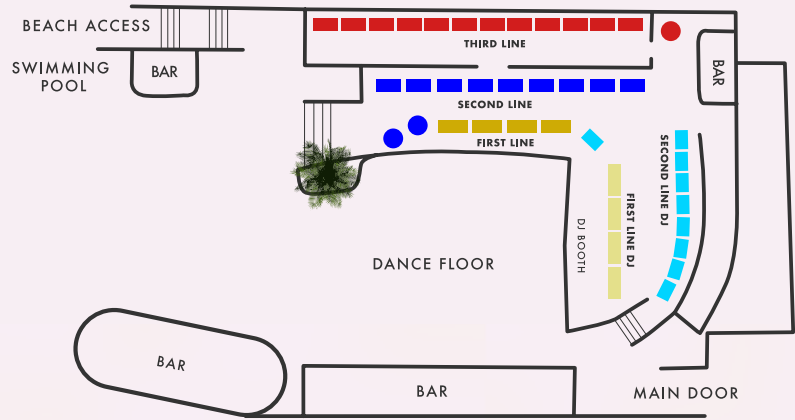 BEACH ACCESS
SWIMMING
POOL
BAR
THIRD LINE
BAR
SECOND LINE
FIRST LINE
SECOND LINE DJ
FIRST LINE DJ
DJ BOOTH
DANCE FLOOR
BAR
BAR
MAIN DOOR